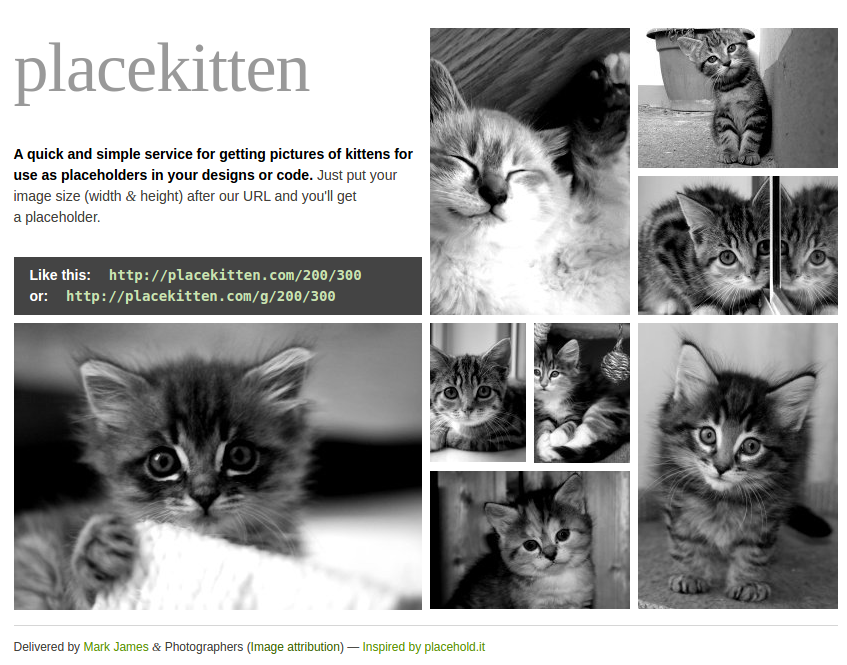 placekitten
A quick and simple service for getting pictures of kittens for
use as placeholders in your designs or code. Just put your
image size (width & height) after our URL and you'll get
a placeholder.
Like this: http://placekitten.com/200/300
or: http://placekitten.com/g/200/300
Delivered by Mark James & Photographers (Image attribution) — Inspired by placehold.it